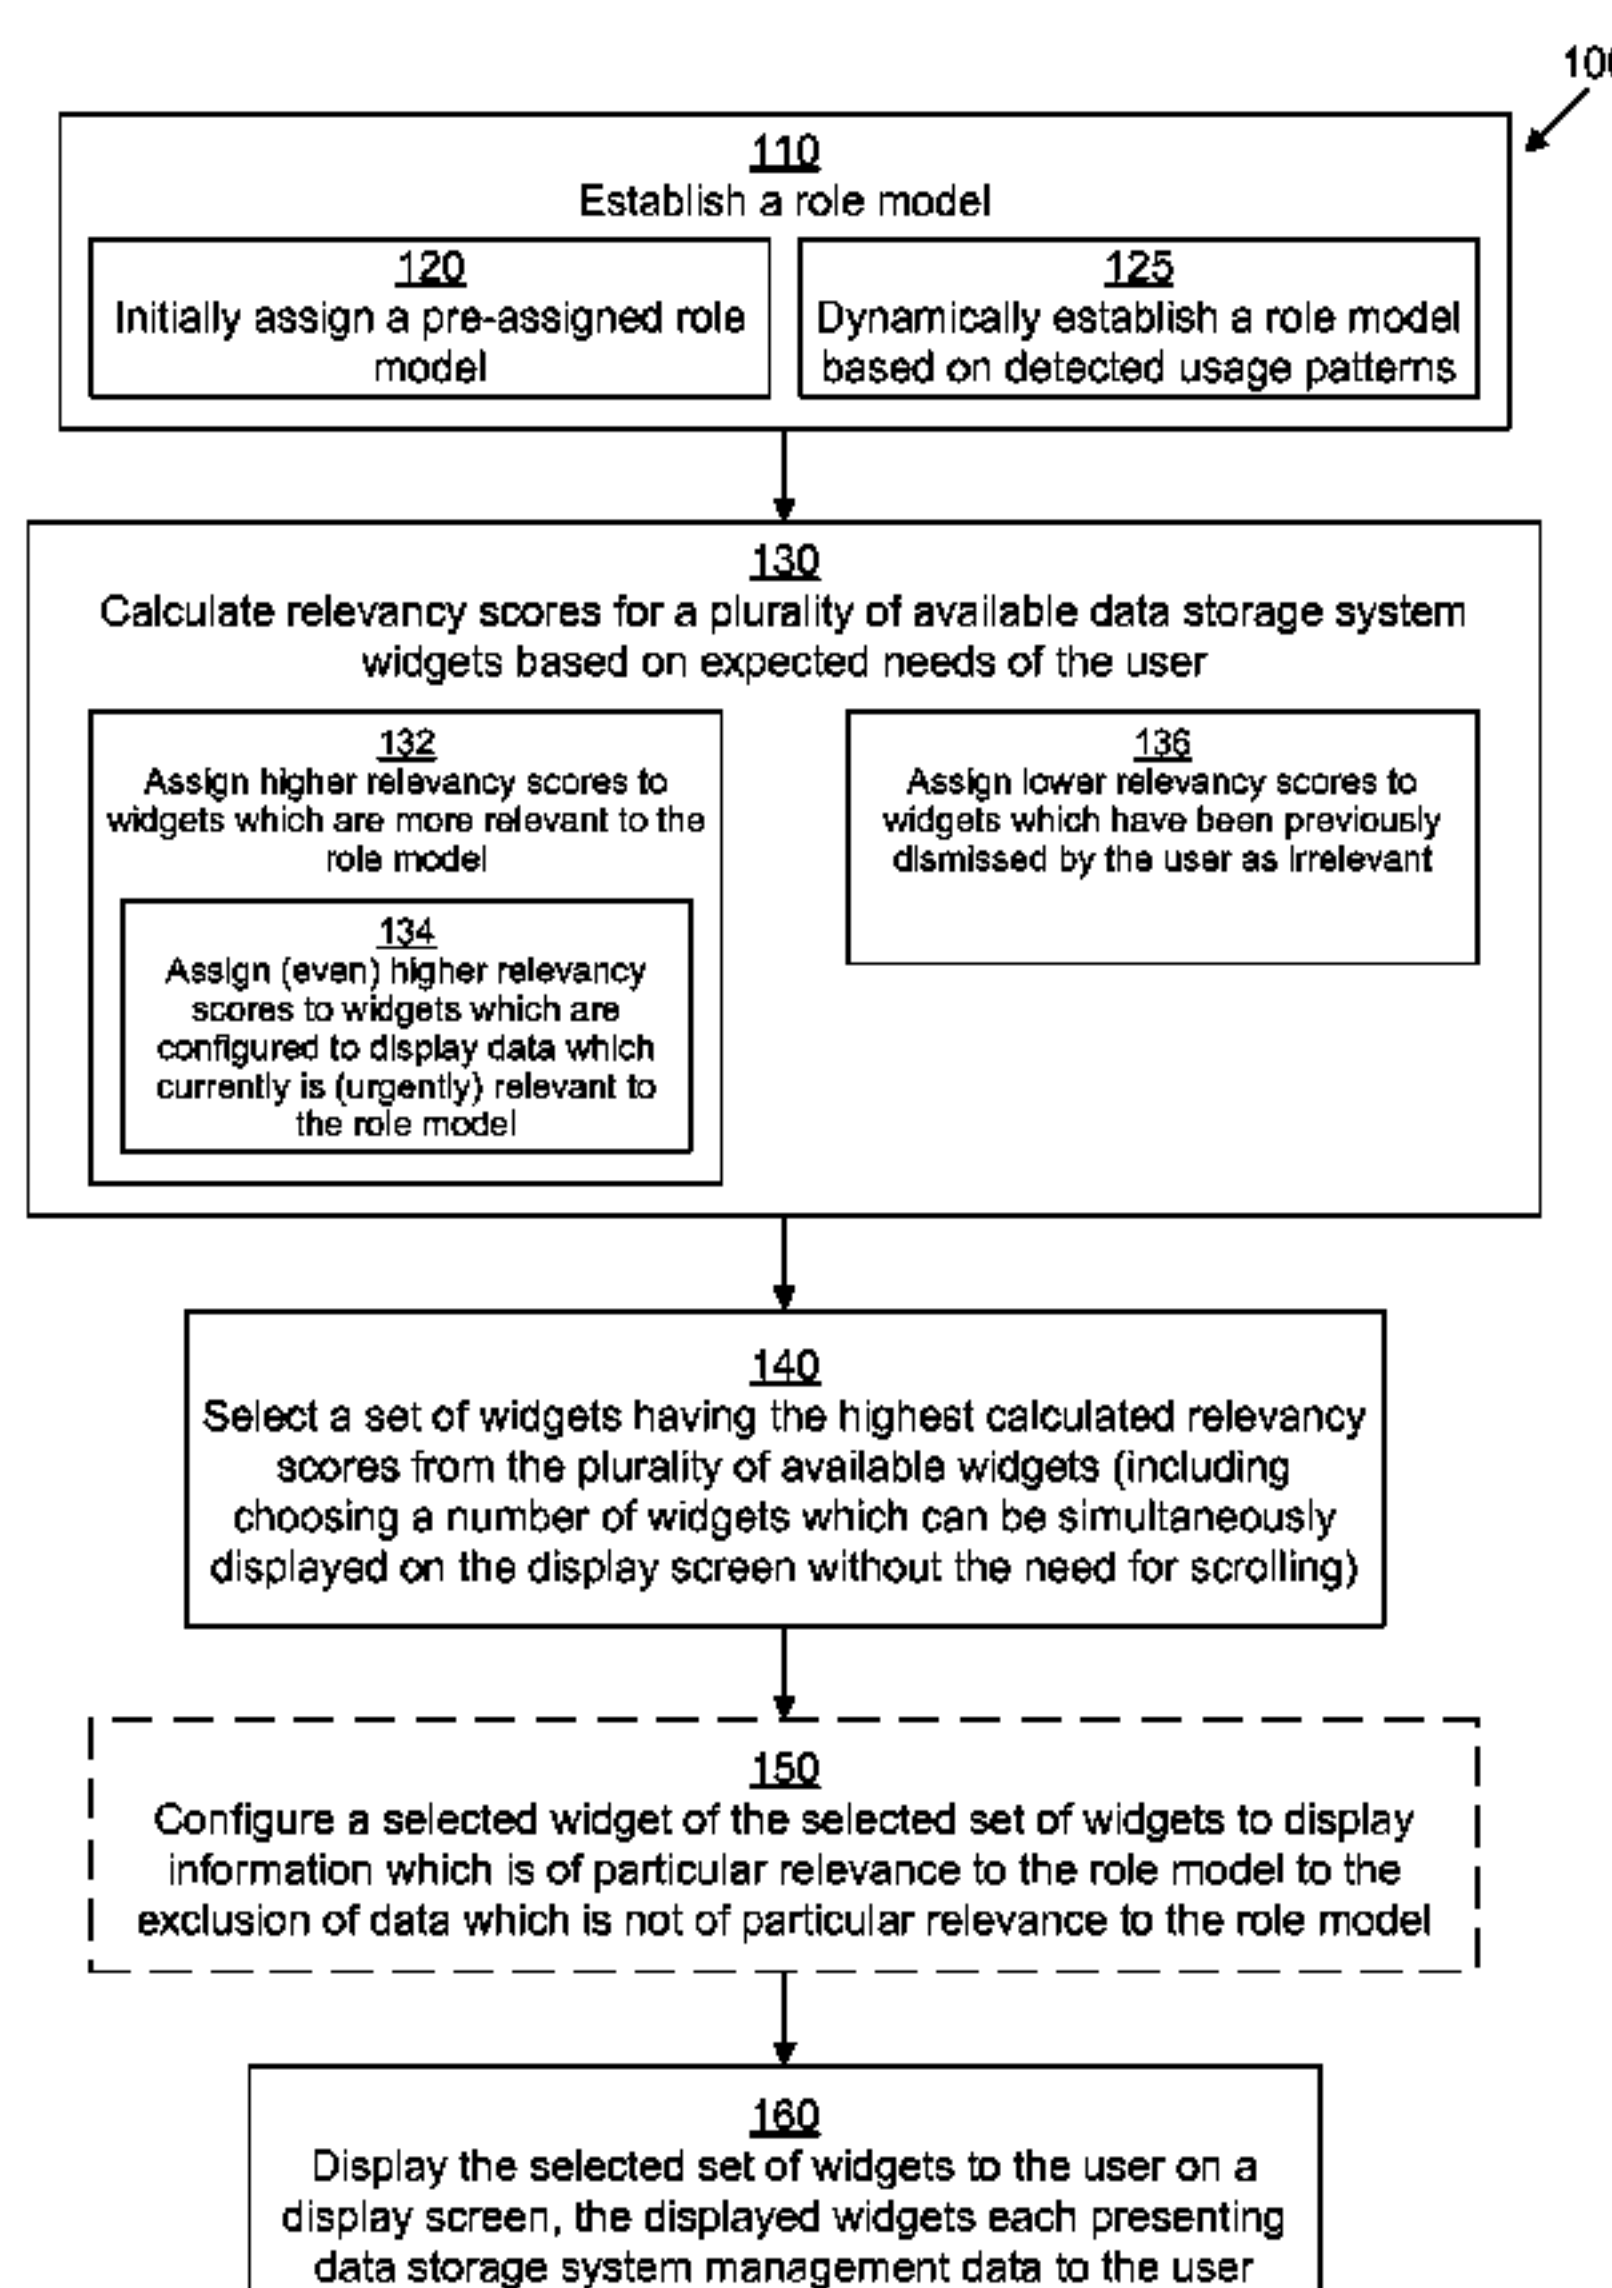 110
Establish a role model
120
Initially assign a pre-assigned role
model
125
Dynamically establish a role model
based on detected usage patterns
130
Calculate relevancy scores for a plurality of available data storage system
widgets based on expected needs of the user
132
Assign higher relevancy scores to
widgets which are more relevant to the
role model
134
Assign (even) higher relevancy
scores to widgets which are
configured to display data which
currently is (urgently) relevant to
the role model
136
Assign lower relevancy scores to
widgets which have been previously
dismissed by the user as irrelevant
140
Select a set of widgets having the highest calculated relevancy
scores from the plurality of available widgets (including
choosing a number of widgets which can be simultaneously
displayed on the display screen without the need for scrolling)
150
Configure a selected widget of the selected set of widgets to display
information which is of particular relevance to the role model to the
exclusion of data which is not of particular relevance to the role model
160
Display the selected set of widgets to the user on a
display screen, the displayed widgets each presenting
data storage system management data to the user